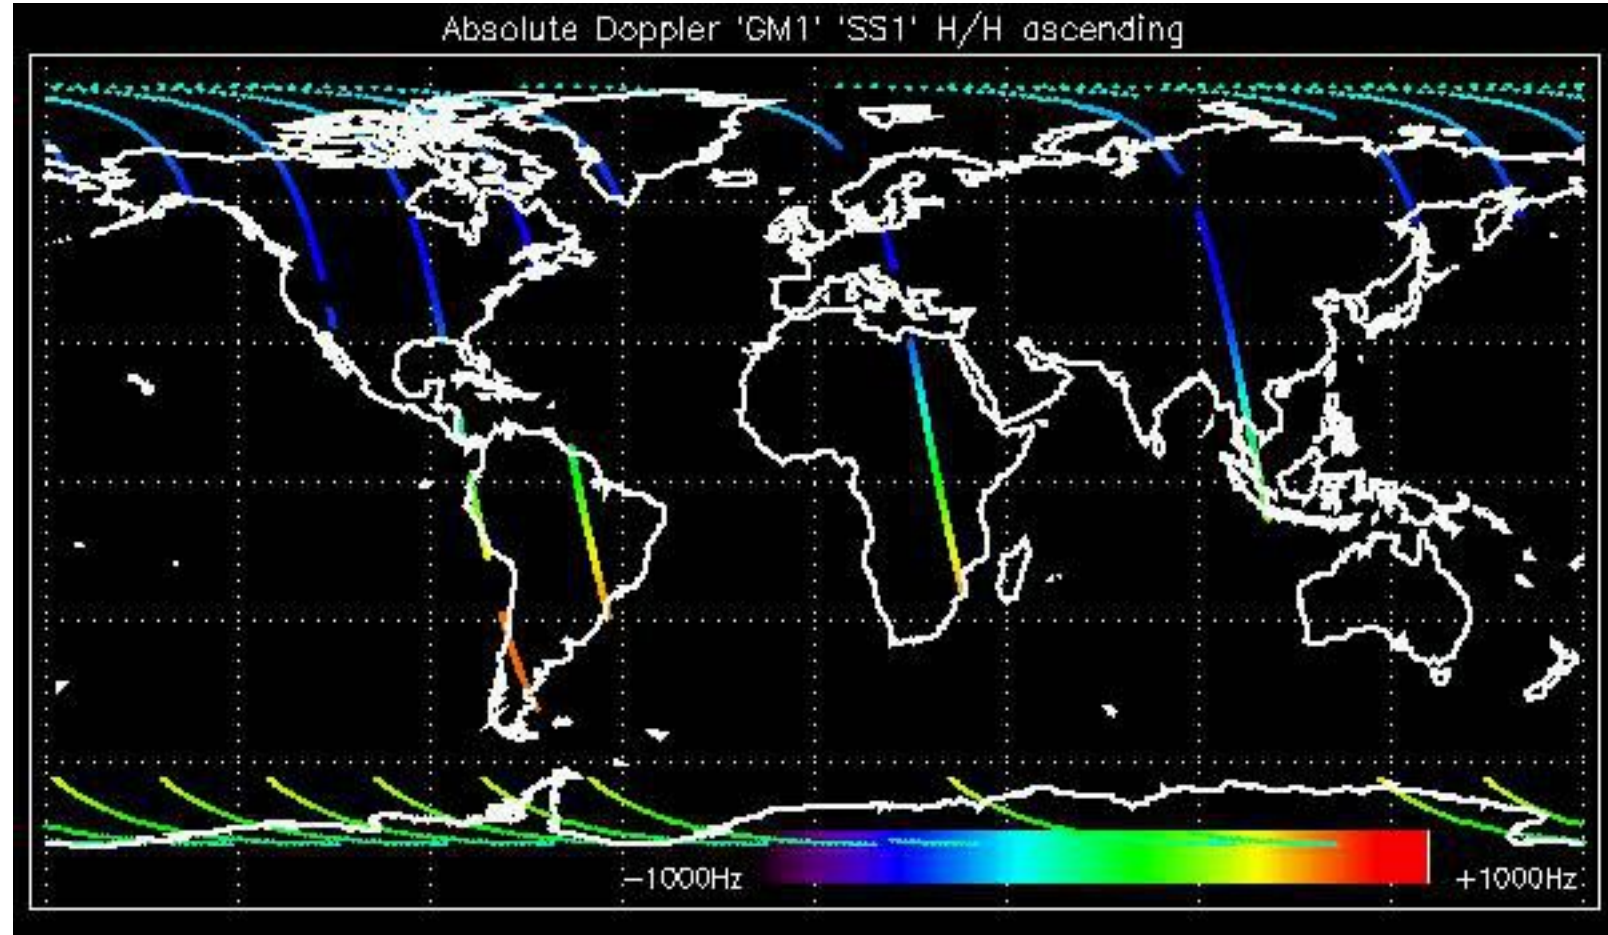 Absolute Doppler 'GM1' 'SS1' H/H ascending
−1000Hz
+1000Hz